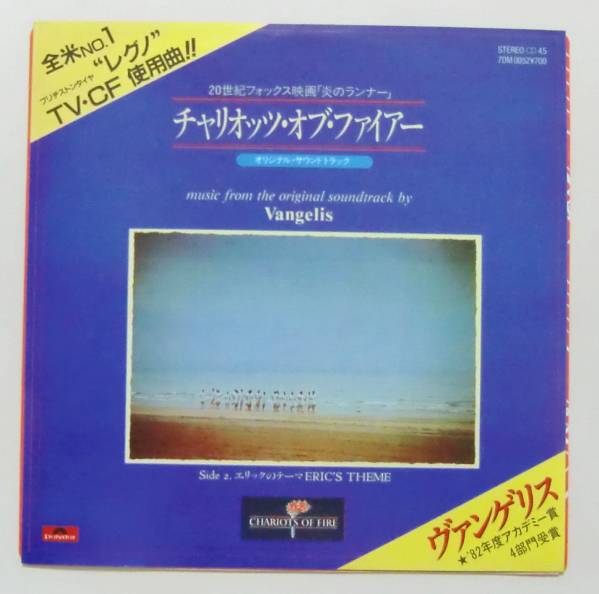 全米NO.1
ブリヂストンタイヤ
"レグノ"
TV・CF 使用曲!!
STEREO 45
7DM 0052 ¥700
20世紀フォックス映画「炎のランナー」
チャリオッツ・オブ・ファイアー
オリジナル・サウンドトラック
music from the original soundtrack by
Vangelis
Side 2. エリックのテーマ ERIC'S THEME
CHARIOTS OF FIRE
polydor
ヴァンゲリス
★'82年度アカデミー賞
4部門受賞